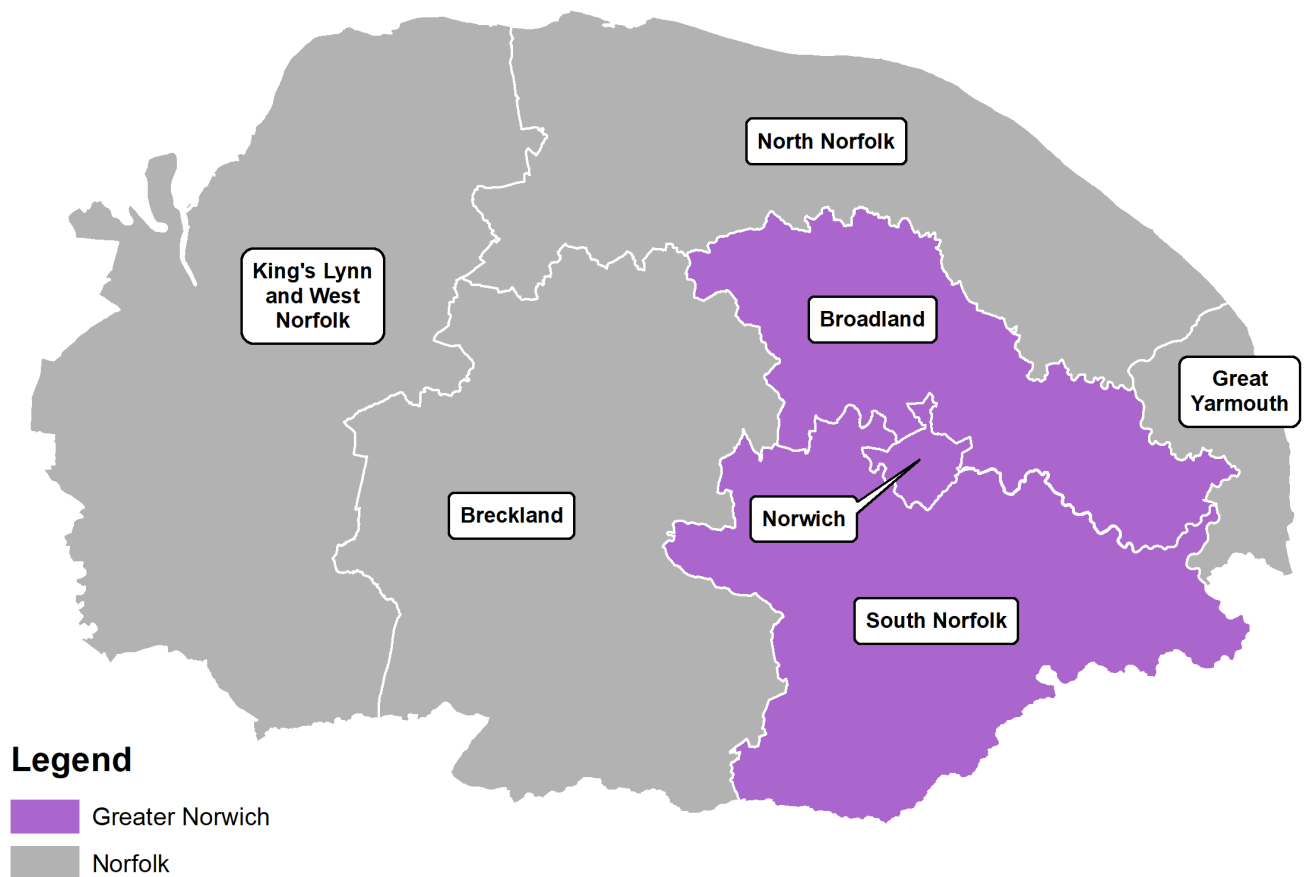 North Norfolk
King's Lynn
and West
Norfolk
Broadland
Great
Yarmouth
Breckland
Norwich
South Norfolk
Legend
Greater Norwich
Norfolk